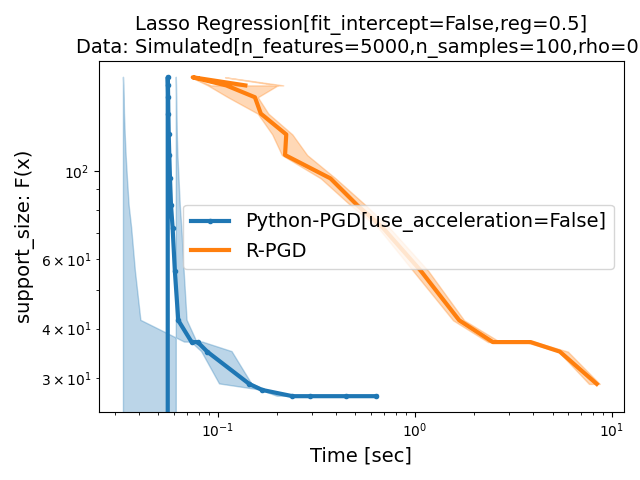 Lasso Regression[fit_intercept=False,reg=0.5]
Data: Simulated[n_features=5000,n_samples=100,rho=0
support_size: F(x)
10²
6 × 10¹
4 × 10¹
3 × 10¹
Python-PGD[use_acceleration=False]
R-PGD
10⁻¹
10⁰
10¹
Time [sec]